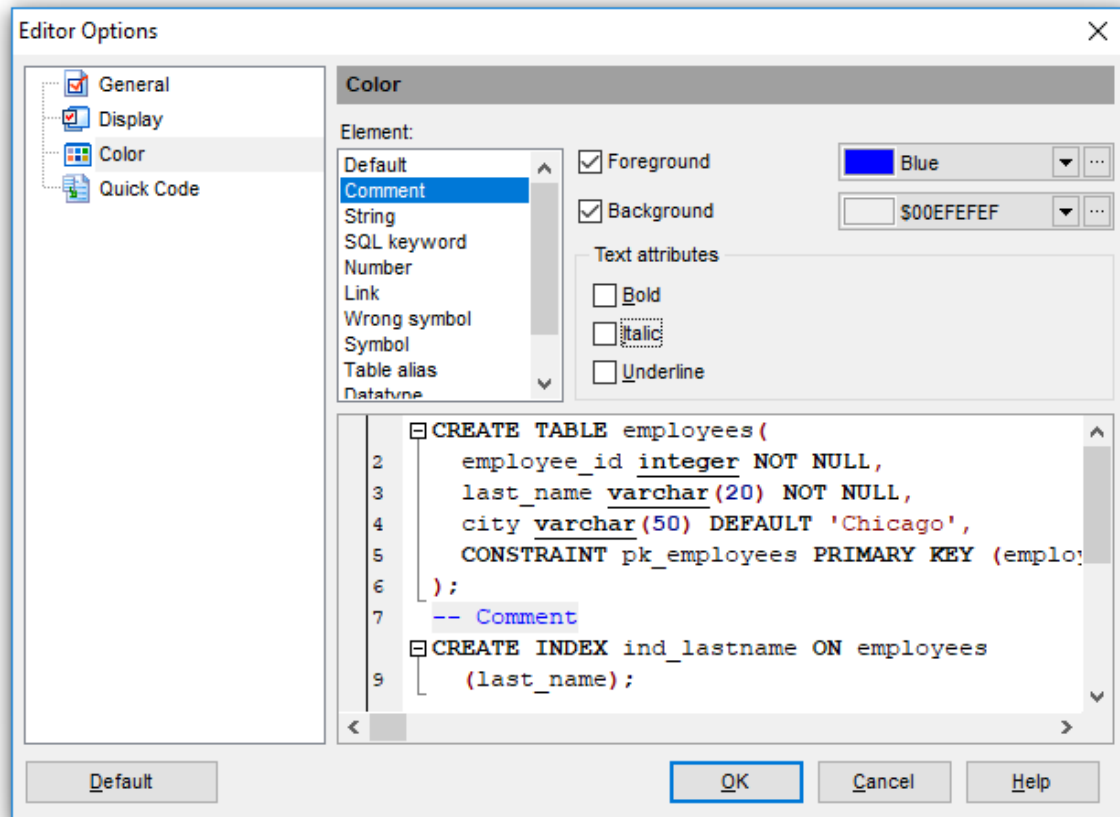 Editor Options
General
Display
Color
Quick Code
Color
Element:
Default
Comment
String
SQL keyword
Number
Link
Wrong symbol
Symbol
Table alias
Datatype
Foreground
Blue
Background
$00EFEFEF
Text attributes
Bold
Italic
Underline
CREATE TABLE employees(
2 employee_id integer NOT NULL,
3 last_name varchar(20) NOT NULL,
4 city varchar(50) DEFAULT 'Chicago',
5 CONSTRAINT pk_employees PRIMARY KEY (employ
6 );
7 -- Comment
CREATE INDEX ind_lastname ON employees
9 (last_name);
Default
OK
Cancel
Help